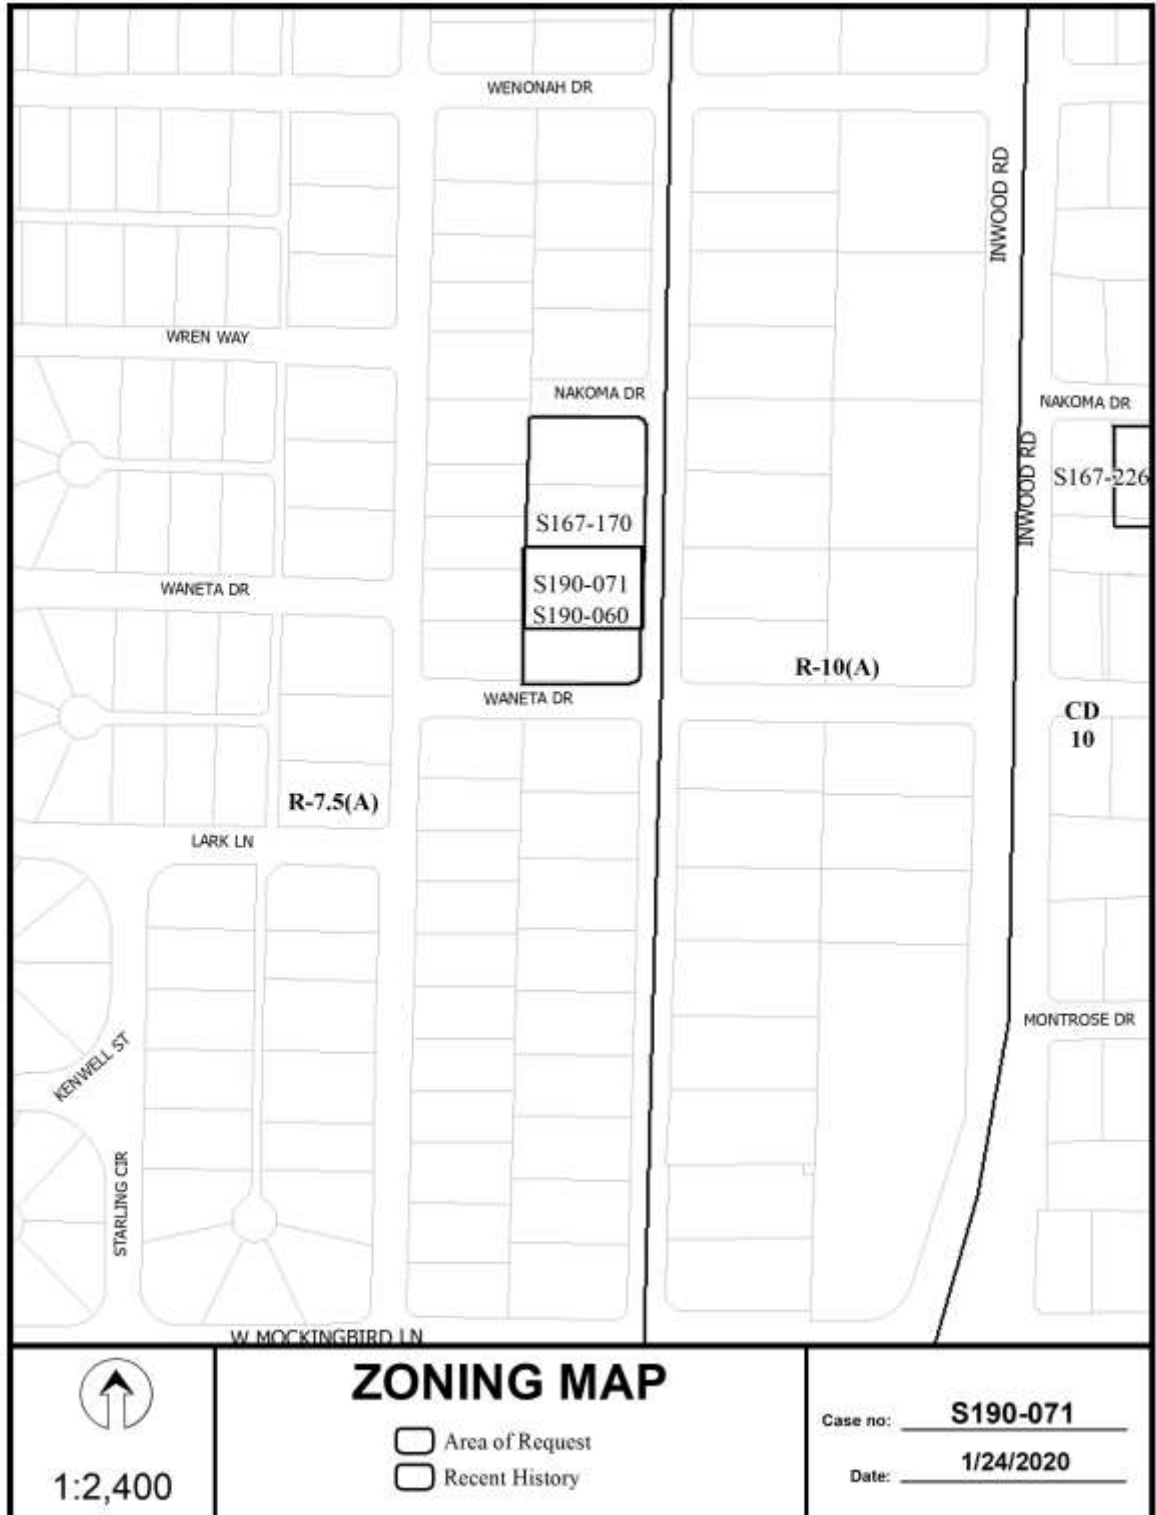 WENONAH DR
INWOOD RD
WREN WAY
NAKOMA DR
NAKOMA DR
INWOOD RD
S167-226
S167-170
S190-071
S190-060
WANETA DR
R-10(A)
WANETA DR
CD
10
R-7.5(A)
LARK LN
MONTROSE DR
KENWELL ST
STARLING CIR
W MOCKINGBIRD LN
1:2,400
ZONING MAP
Area of Request
Recent History
Case no: S190-071
Date: 1/24/2020